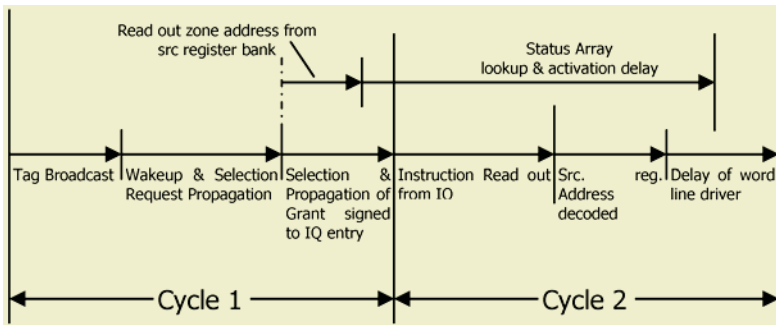 Read out zone address from
src register bank
Status Array
lookup & activation delay
Tag Broadcast
Wakeup & Selection
Request Propagation
Selection &
Propagation of
Grant signed
to IQ entry
Instruction Read out
from IQ
Src. reg.
Address
decoded
Delay of word
line driver
Cycle 1
Cycle 2